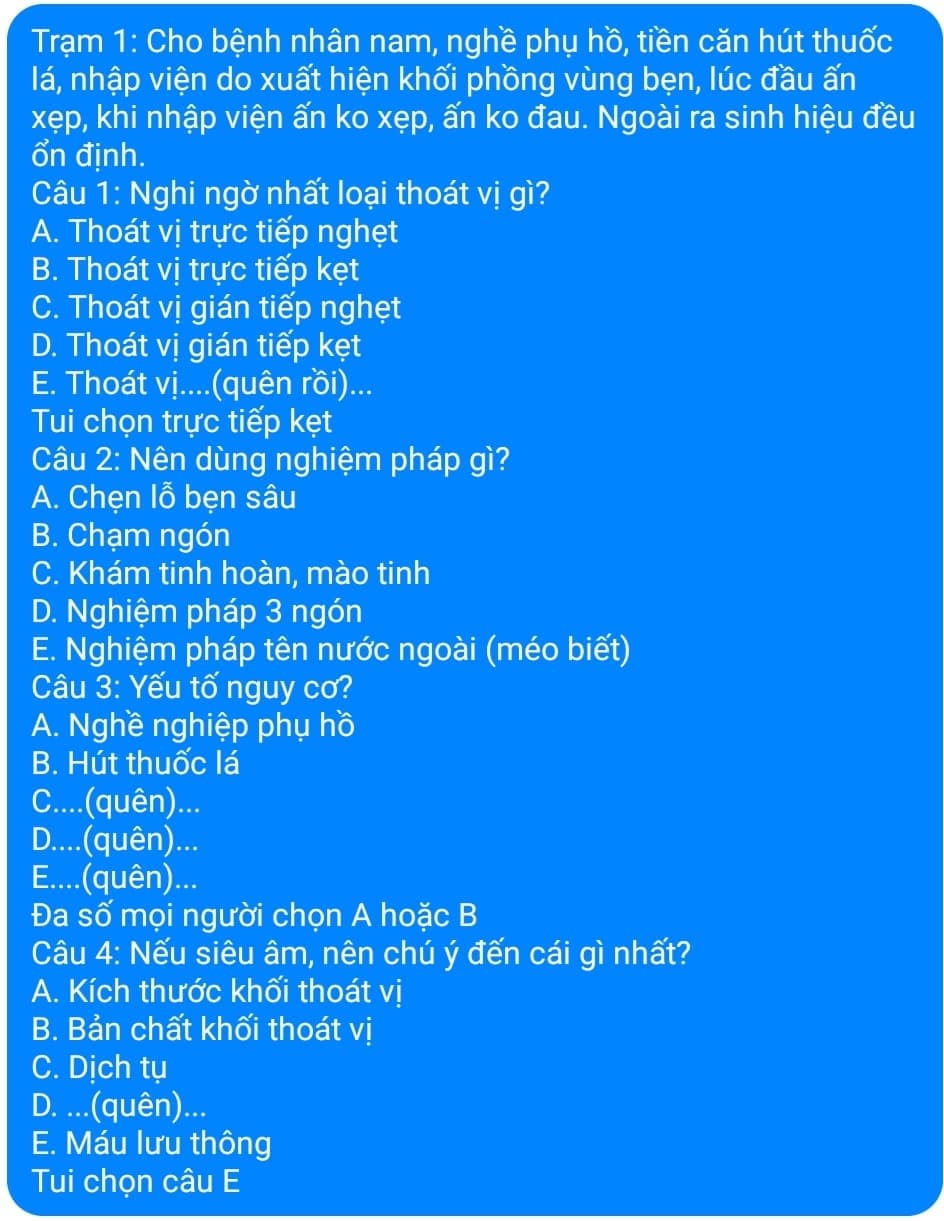 Trạm 1: Cho bệnh nhân nam, nghề phụ hồ, tiền căn hút thuốc
lá, nhập viện do xuất hiện khối phồng vùng bẹn, lúc đầu ấn
xẹp, khi nhập viện ấn ko xẹp, ấn ko đau. Ngoài ra sinh hiệu đều
ổn định.
Câu 1: Nghi ngờ nhất loại thoát vị gì?
A. Thoát vị trực tiếp nghẹt
B. Thoát vị trực tiếp kẹt
C. Thoát vị gián tiếp nghẹt
D. Thoát vị gián tiếp kẹt
E. Thoát vị....(quên rồi)...
Tui chọn trực tiếp kẹt
Câu 2: Nên dùng nghiệm pháp gì?
A. Chẹn lỗ bẹn sâu
B. Chạm ngón
C. Khám tinh hoàn, mào tinh
D. Nghiệm pháp 3 ngón
E. Nghiệm pháp tên nước ngoài (méo biết)
Câu 3: Yếu tố nguy cơ?
A. Nghề nghiệp phụ hồ
B. Hút thuốc lá
C....(quên)...
D....(quên)...
E....(quên)...
Đa số mọi người chọn A hoặc B
Câu 4: Nếu siêu âm, nên chú ý đến cái gì nhất?
A. Kích thước khối thoát vị
B. Bản chất khối thoát vị
C. Dịch tụ
D. ...(quên)...
E. Máu lưu thông
Tui chọn câu E